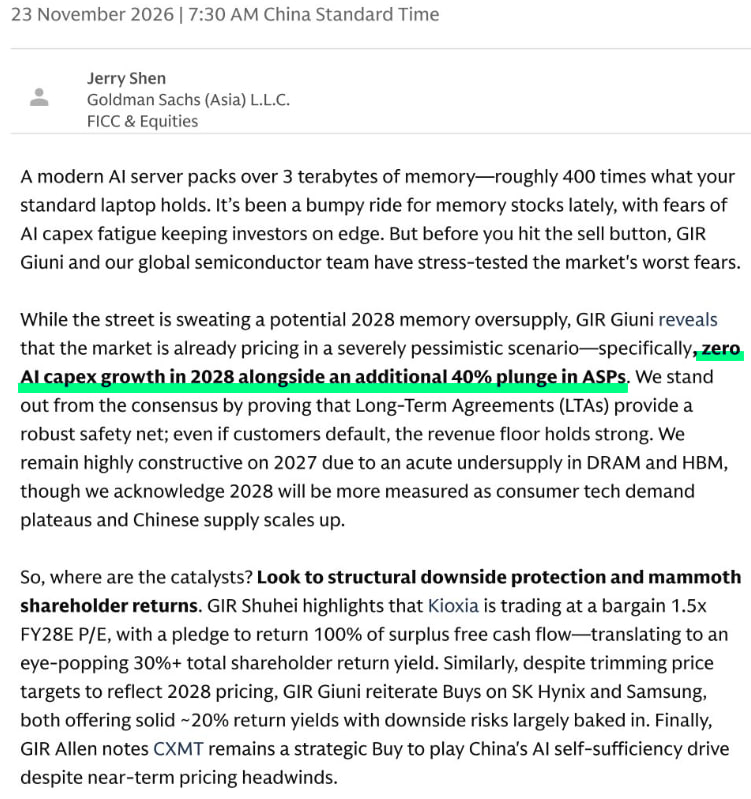 23 November 2026 | 7:30 AM China Standard Time
Jerry Shen
Goldman Sachs (Asia) L.L.C.
FICC & Equities
A modern AI server packs over 3 terabytes of memory—roughly 400 times what your
standard laptop holds. It's been a bumpy ride for memory stocks lately, with fears of
AI capex fatigue keeping investors on edge. But before you hit the sell button, GIR
Giuni and our global semiconductor team have stress-tested the market's worst fears.
While the street is sweating a potential 2028 memory oversupply, GIR Giuni reveals
that the market is already pricing in a severely pessimistic scenario—specifically, zero
AI capex growth in 2028 alongside an additional 40% plunge in ASPs. We stand
out from the consensus by proving that Long-Term Agreements (LTAs) provide a
robust safety net; even if customers default, the revenue floor holds strong. We
remain highly constructive on 2027 due to an acute undersupply in DRAM and HBM,
though we acknowledge 2028 will be more measured as consumer tech demand
plateaus and Chinese supply scales up.
So, where are the catalysts? Look to structural downside protection and mammoth
shareholder returns. GIR Shuhei highlights that Kioxia is trading at a bargain 1.5x
FY28E P/E, with a pledge to return 100% of surplus free cash flow—translating to an
eye-popping 30%+ total shareholder return yield. Similarly, despite trimming price
targets to reflect 2028 pricing, GIR Giuni reiterate Buys on SK Hynix and Samsung,
both offering solid ~20% return yields with downside risks largely baked in. Finally,
GIR Allen notes CXMT remains a strategic Buy to play China's AI self-sufficiency drive
despite near-term pricing headwinds.